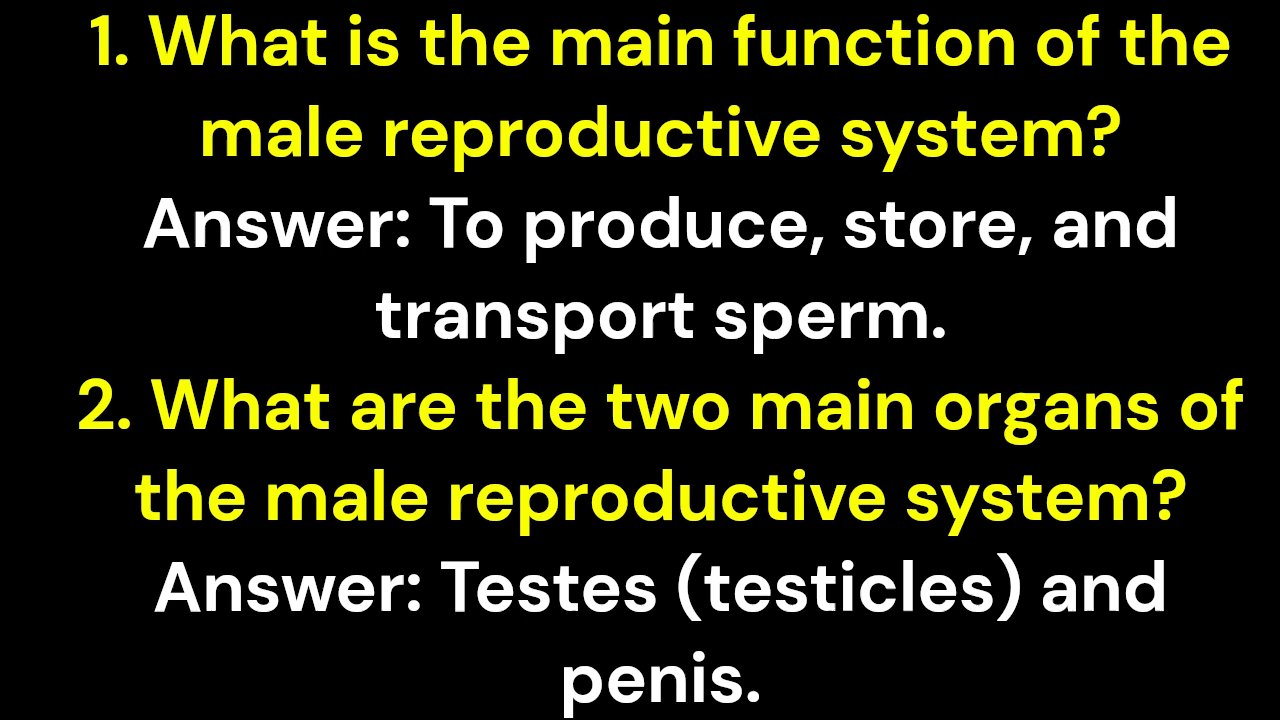 1. What is the main function of the
male reproductive system?
Answer: To produce, store, and
transport sperm.
2. What are the two main organs of
the male reproductive system?
Answer: Testes (testicles) and
penis.